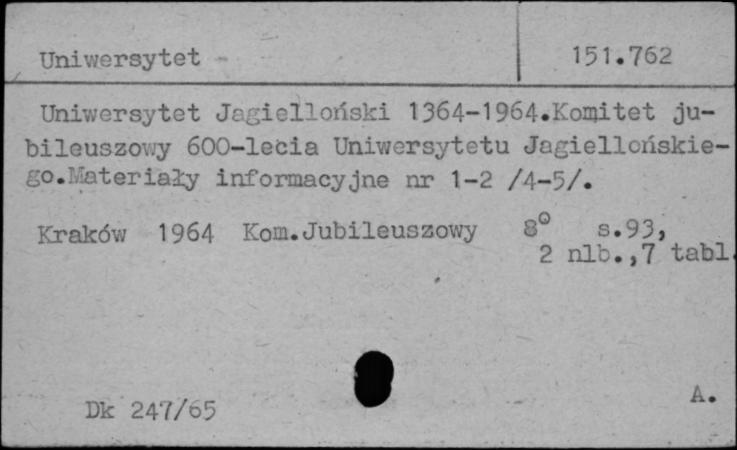 Uniwersytet
151.762
Uniwersytet Jagielloński 1364-1964.Komitet ju-
bileuszowy 600-lecia Uniwersytetu Jagiellońskie-
go.Materiały informacyjne nr 1-2 /4-5/.
Kraków 1964 Kom.Jubileuszowy 8° s.93,
2 nlb.,7 tabl.
A.
Dk 247/65